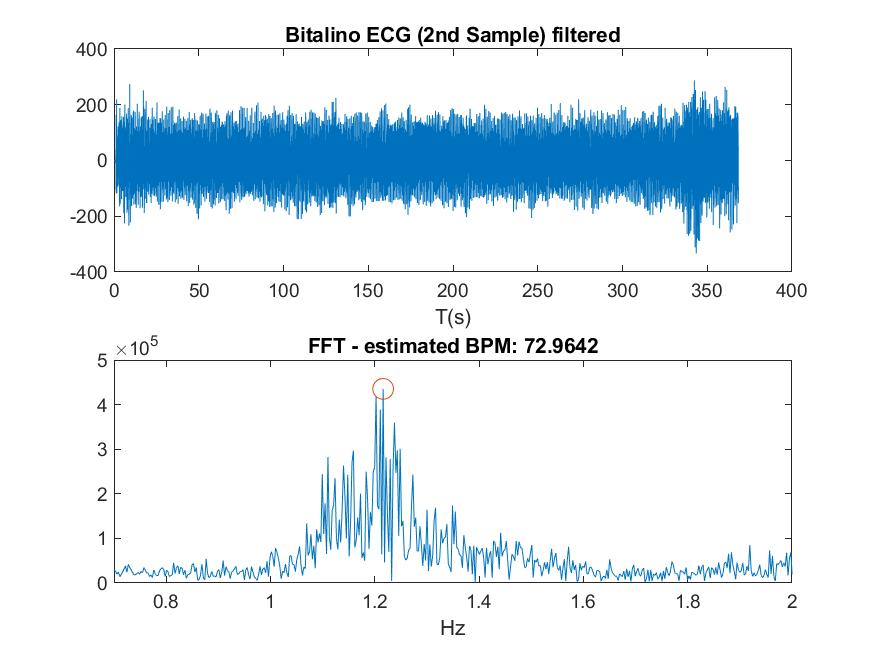 Bitalino ECG (2nd Sample) filtered
400
200
0
-200
-400
0 50 100 150 200 250 300 350 400
T(s)
FFT - estimated BPM: 72.9642
×10^5
5
4
3
2
1
0
0.8 1 1.2 1.4 1.6 1.8 2
Hz